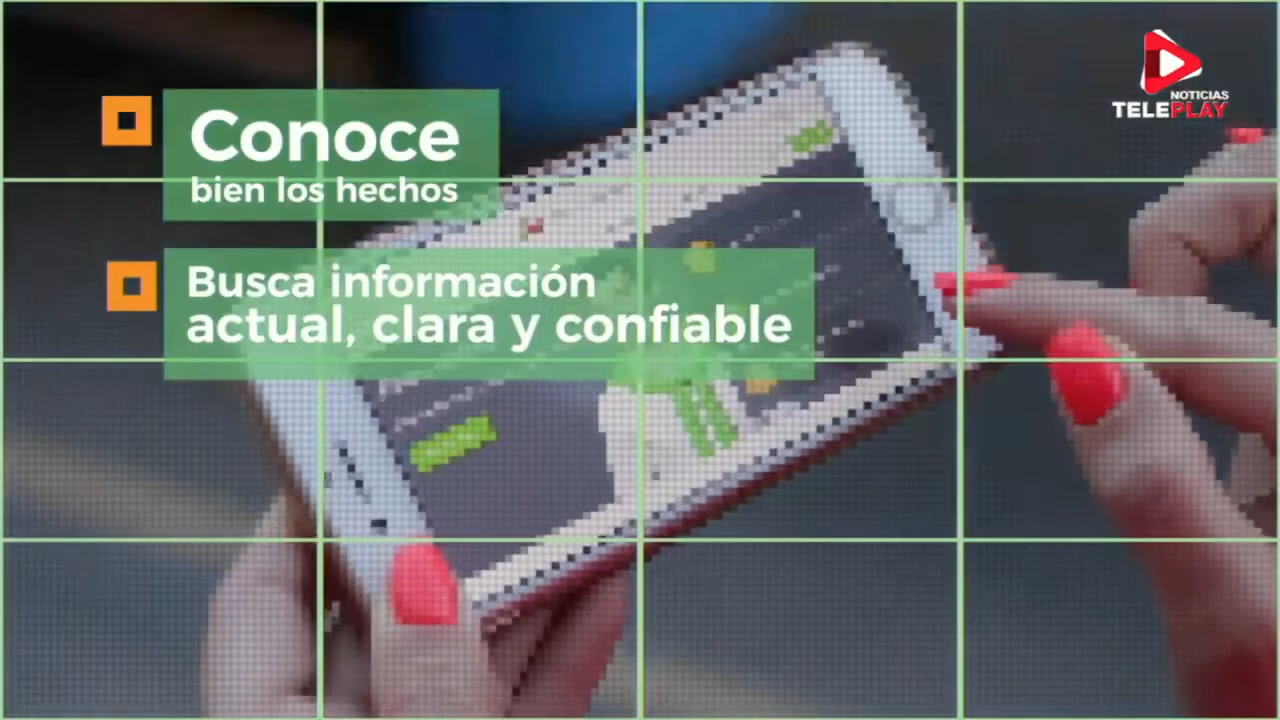 NOTICIAS
TELEPLAY
Conoce
bien los hechos
Busca información
actual, clara y confiable